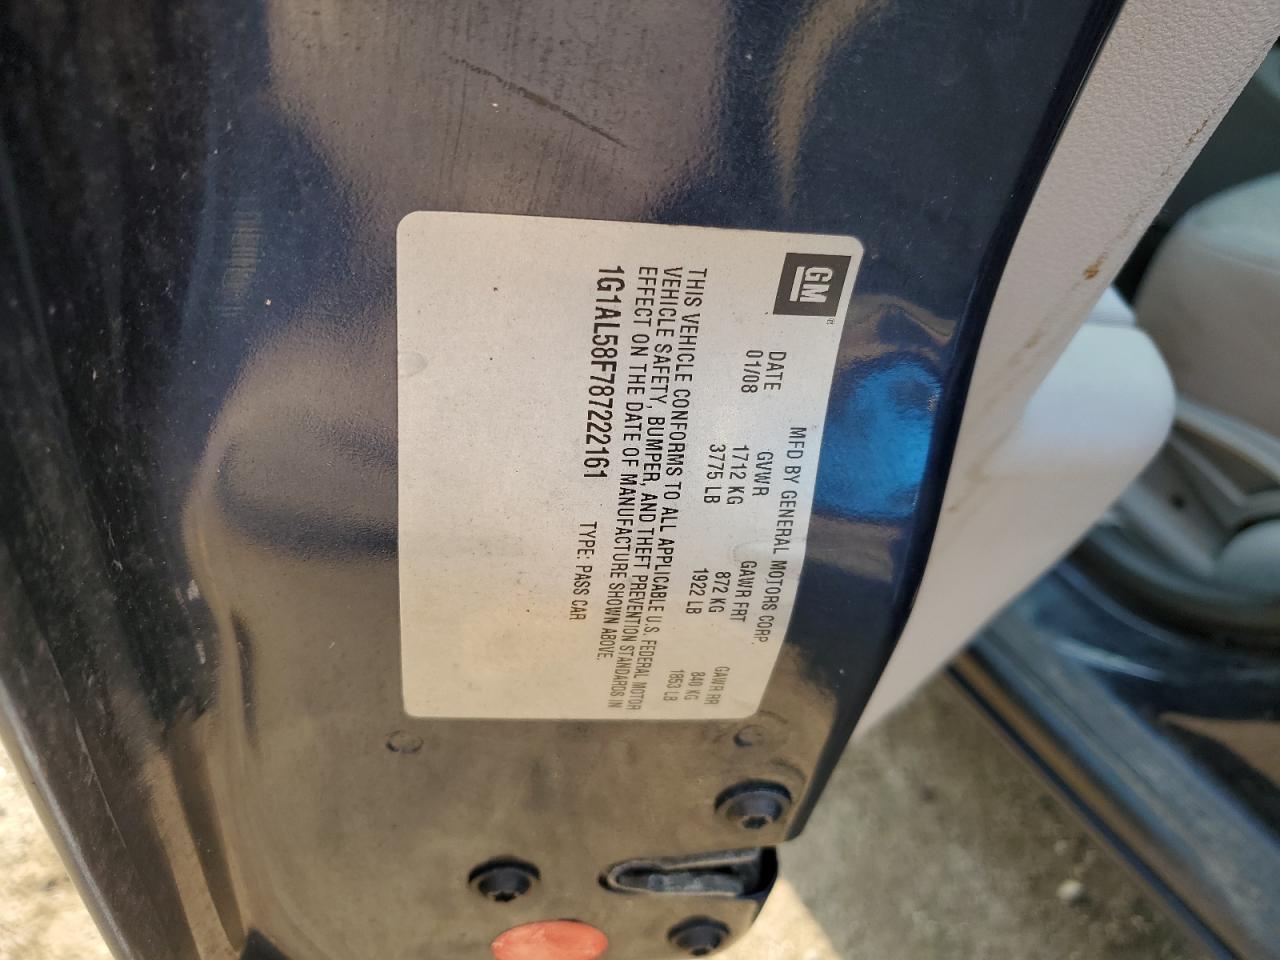 GM
MFD BY GENERAL MOTORS CORP.
DATE GVWR GAWR FRT GAWR RR
01/08 1712 KG 872 KG 840 KG
3775 LB 1922 LB 1853 LB
THIS VEHICLE CONFORMS TO ALL APPLICABLE U.S. FEDERAL MOTOR
VEHICLE SAFETY, BUMPER, AND THEFT PREVENTION STANDARDS IN
EFFECT ON THE DATE OF MANUFACTURE SHOWN ABOVE.
1G1AL58F787222161 TYPE: PASS CAR